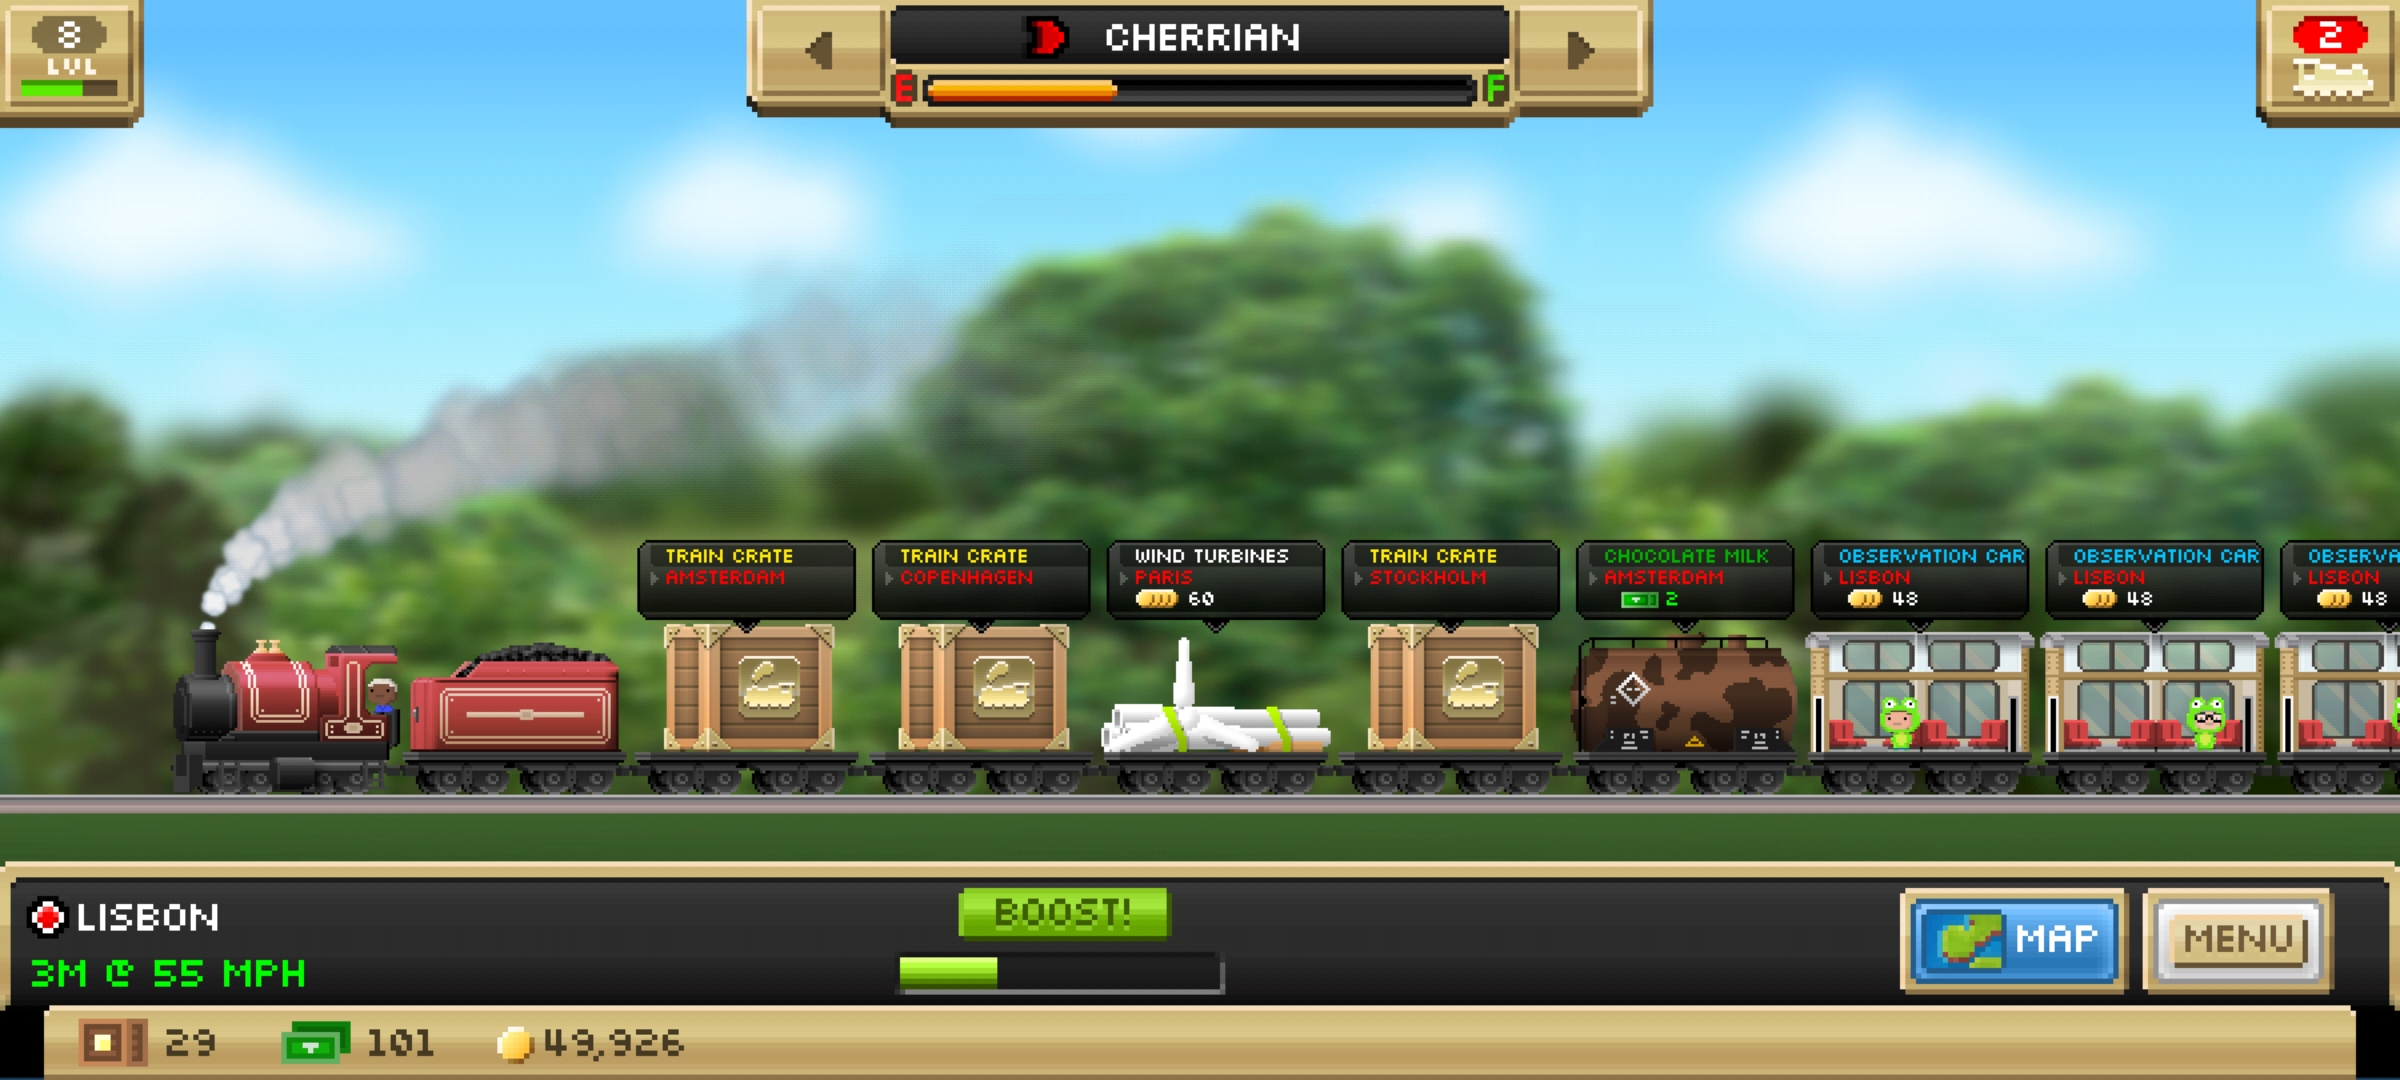 8
LVL
CHERRIAN
E F
2
TRAIN CRATE
AMSTERDAM
TRAIN CRATE
COPENHAGEN
WIND TURBINES
PARIS
60
TRAIN CRATE
STOCKHOLM
CHOCOLATE MILK
AMSTERDAM
2
OBSERVATION CAR
LISBON
48
OBSERVATION CAR
LISBON
48
OBSERVA
LISBON
48
LISBON
3M @ 55 MPH
BOOST!
MAP
MENU
29 101 49,926